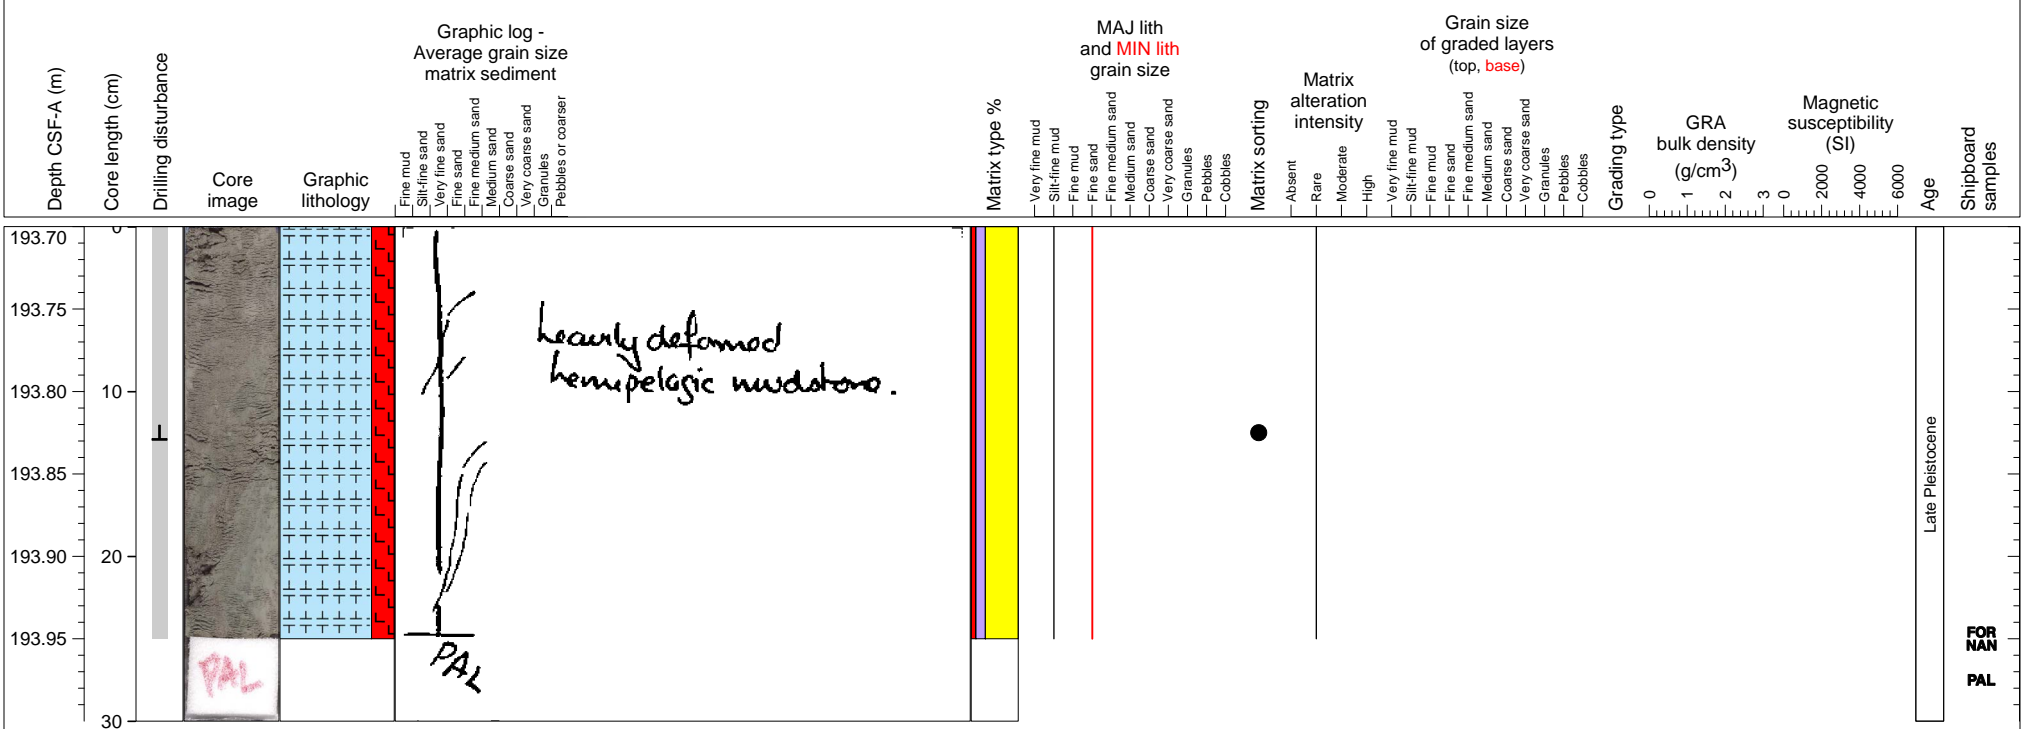 Depth CSF-A (m)
Core length (cm)
Drilling disturbance
Core
image
Graphic
lithology
Graphic log -
Average grain size
matrix sediment
Fine mud
Silt-fine sand
Very fine sand
Fine sand
Fine medium sand
Medium sand
Coarse sand
Very coarse sand
Granules
Pebbles or coarser
Matrix type %
MAJ lith
and MIN lith
grain size
Very fine mud
Silt-fine mud
Fine mud
Fine sand
Fine medium sand
Medium sand
Coarse sand
Very coarse sand
Granules
Pebbles
Cobbles
Matrix sorting
Matrix
alteration
intensity
Absent
Rare
Moderate
High
Grain size
of graded layers
(top, base)
Very fine mud
Silt-fine mud
Fine mud
Fine sand
Fine medium sand
Medium sand
Coarse sand
Very coarse sand
Granules
Pebbles
Cobbles
Grading type
GRA
bulk density
(g/cm3)
0 1 2 3
Magnetic
susceptibility
(SI)
0 2000 4000 6000
Age
Shipboard
samples
193.70
193.75
193.80
193.85
193.90
193.95
0
10
20
30
heavily deformed
hemipelagic mudstone.
PAL
PAL
Late Pleistocene
FOR
NAN
PAL